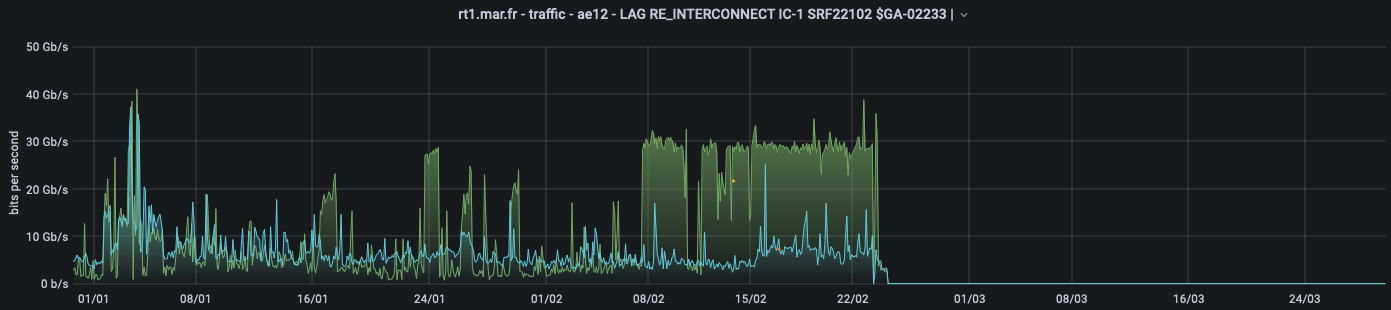 rt1.mar.fr - traffic - ae12 - LAG RE_INTERCONNECT IC-1 SRF22102 $GA-02233 |
bits per second
50 Gb/s
40 Gb/s
30 Gb/s
20 Gb/s
10 Gb/s
0 b/s
01/01 08/01 16/01 24/01 01/02 08/02 15/02 22/02 01/03 08/03 16/03 24/03